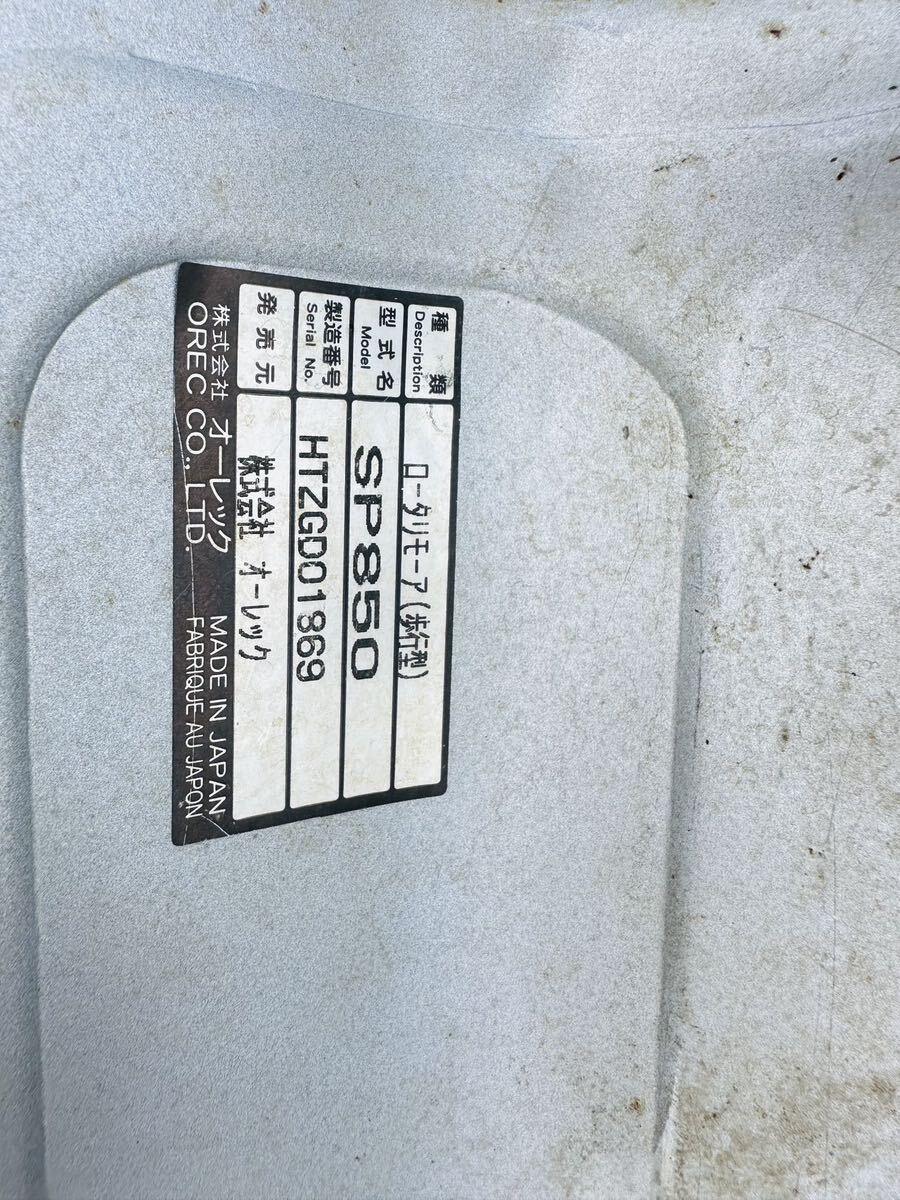 種類 Description ロータリモーア(歩行型)
型式名 Model SP850
製造番号 Serial No. HTZGD01869
発売元 株式会社 オーレック
株式会社 オーレック MADE IN JAPAN
OREC CO., LTD. FABRIQUE AU JAPON